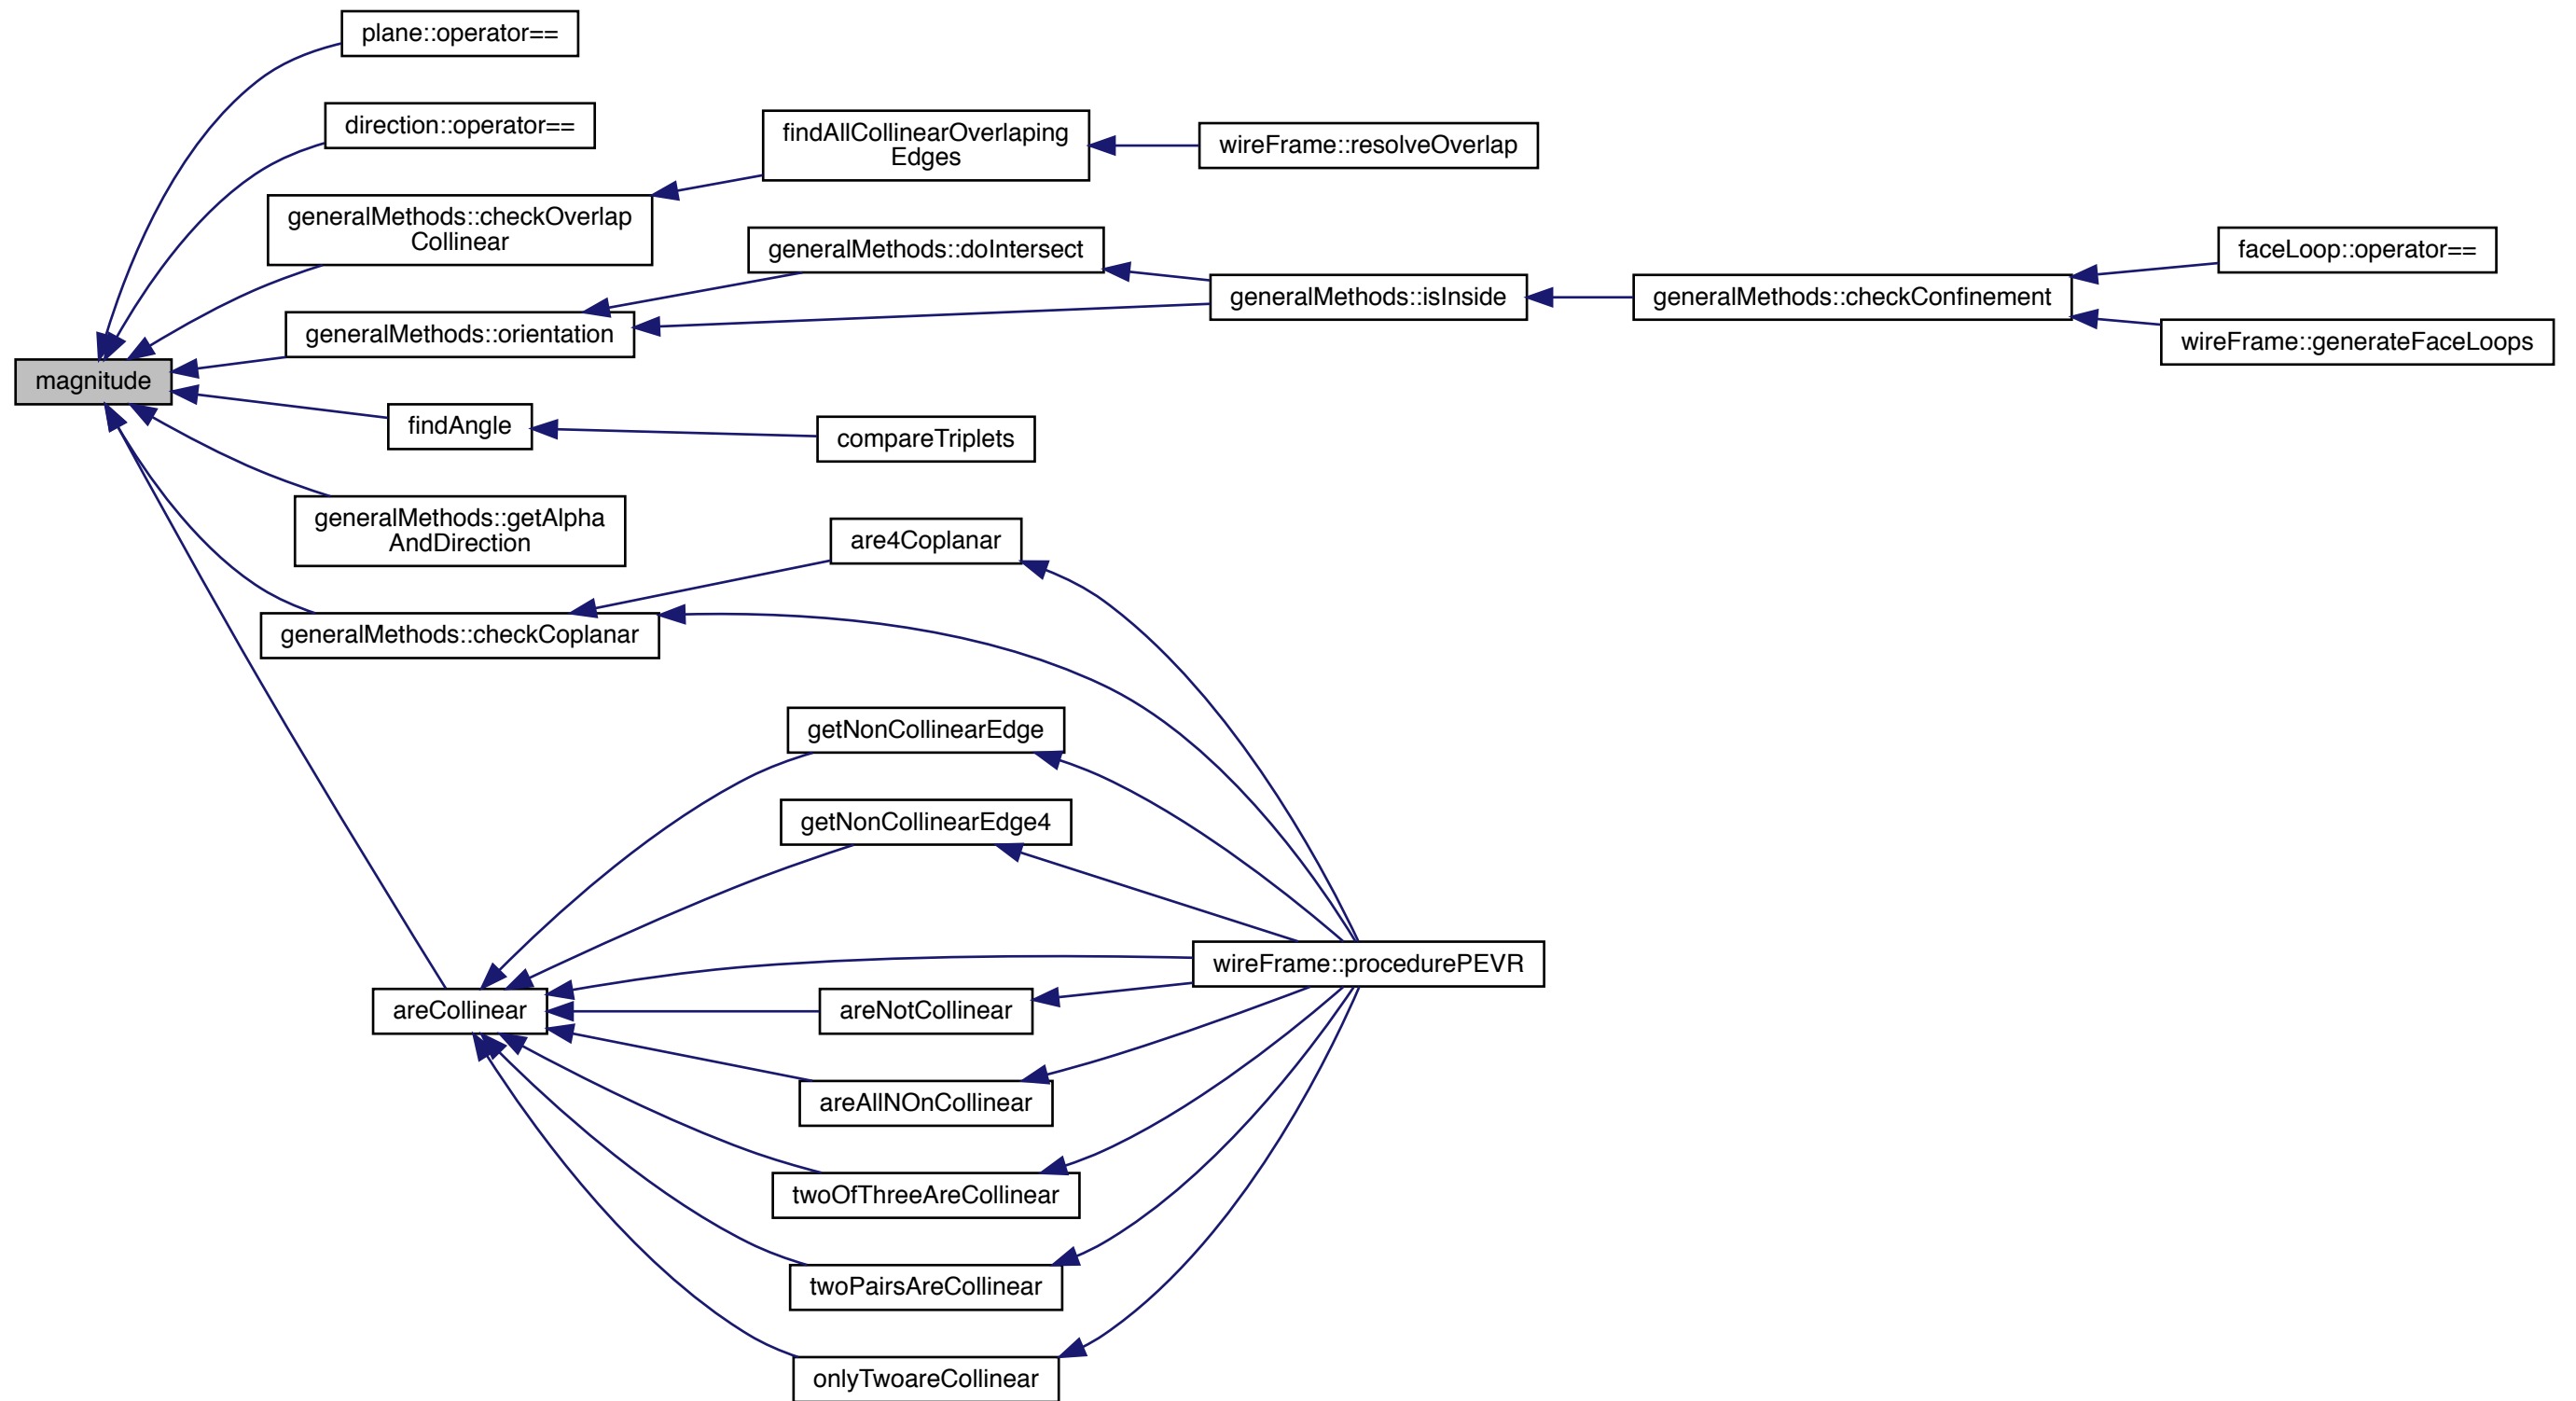 plane::operator==
direction::operator==
findAllCollinearOverlaping
Edges
wireFrame::resolveOverlap
generalMethods::checkOverlap
Collinear
generalMethods::doIntersect
faceLoop::operator==
generalMethods::isInside
generalMethods::checkConfinement
generalMethods::orientation
wireFrame::generateFaceLoops
magnitude
findAngle
compareTriplets
generalMethods::getAlpha
AndDirection
are4Coplanar
generalMethods::checkCoplanar
getNonCollinearEdge
getNonCollinearEdge4
wireFrame::procedurePEVR
areCollinear
areNotCollinear
areAllNOnCollinear
twoOfThreeAreCollinear
twoPairsAreCollinear
onlyTwoareCollinear